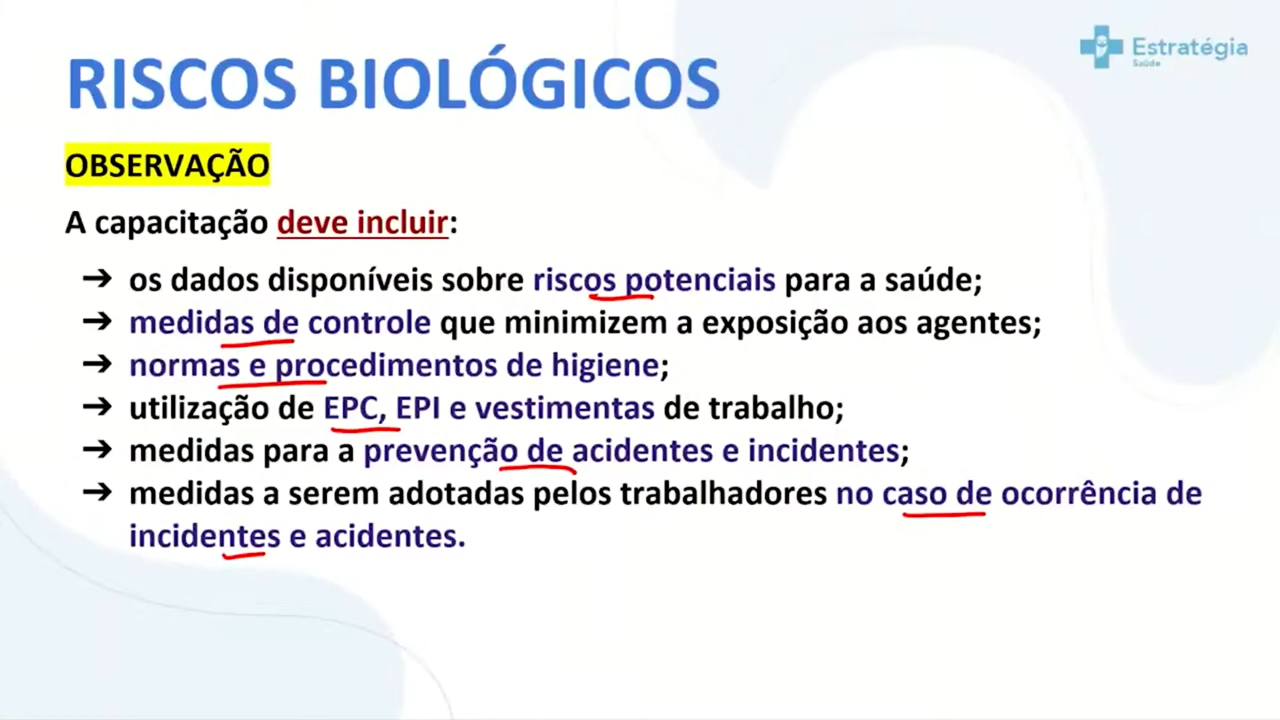 Estratégia
Saúde
RISCOS BIOLÓGICOS
OBSERVAÇÃO
A capacitação deve incluir:
➔ os dados disponíveis sobre riscos potenciais para a saúde;
➔ medidas de controle que minimizem a exposição aos agentes;
➔ normas e procedimentos de higiene;
➔ utilização de EPC, EPI e vestimentas de trabalho;
➔ medidas para a prevenção de acidentes e incidentes;
➔ medidas a serem adotadas pelos trabalhadores no caso de ocorrência de
incidentes e acidentes.